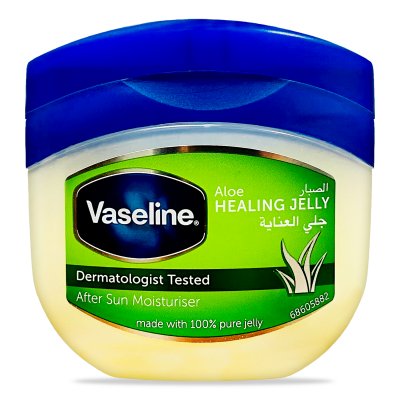 Vaseline®
Aloe الصبار
HEALING JELLY
جلي العناية
Dermatologist Tested
After Sun Moisturiser
made with 100% pure jelly
68605882